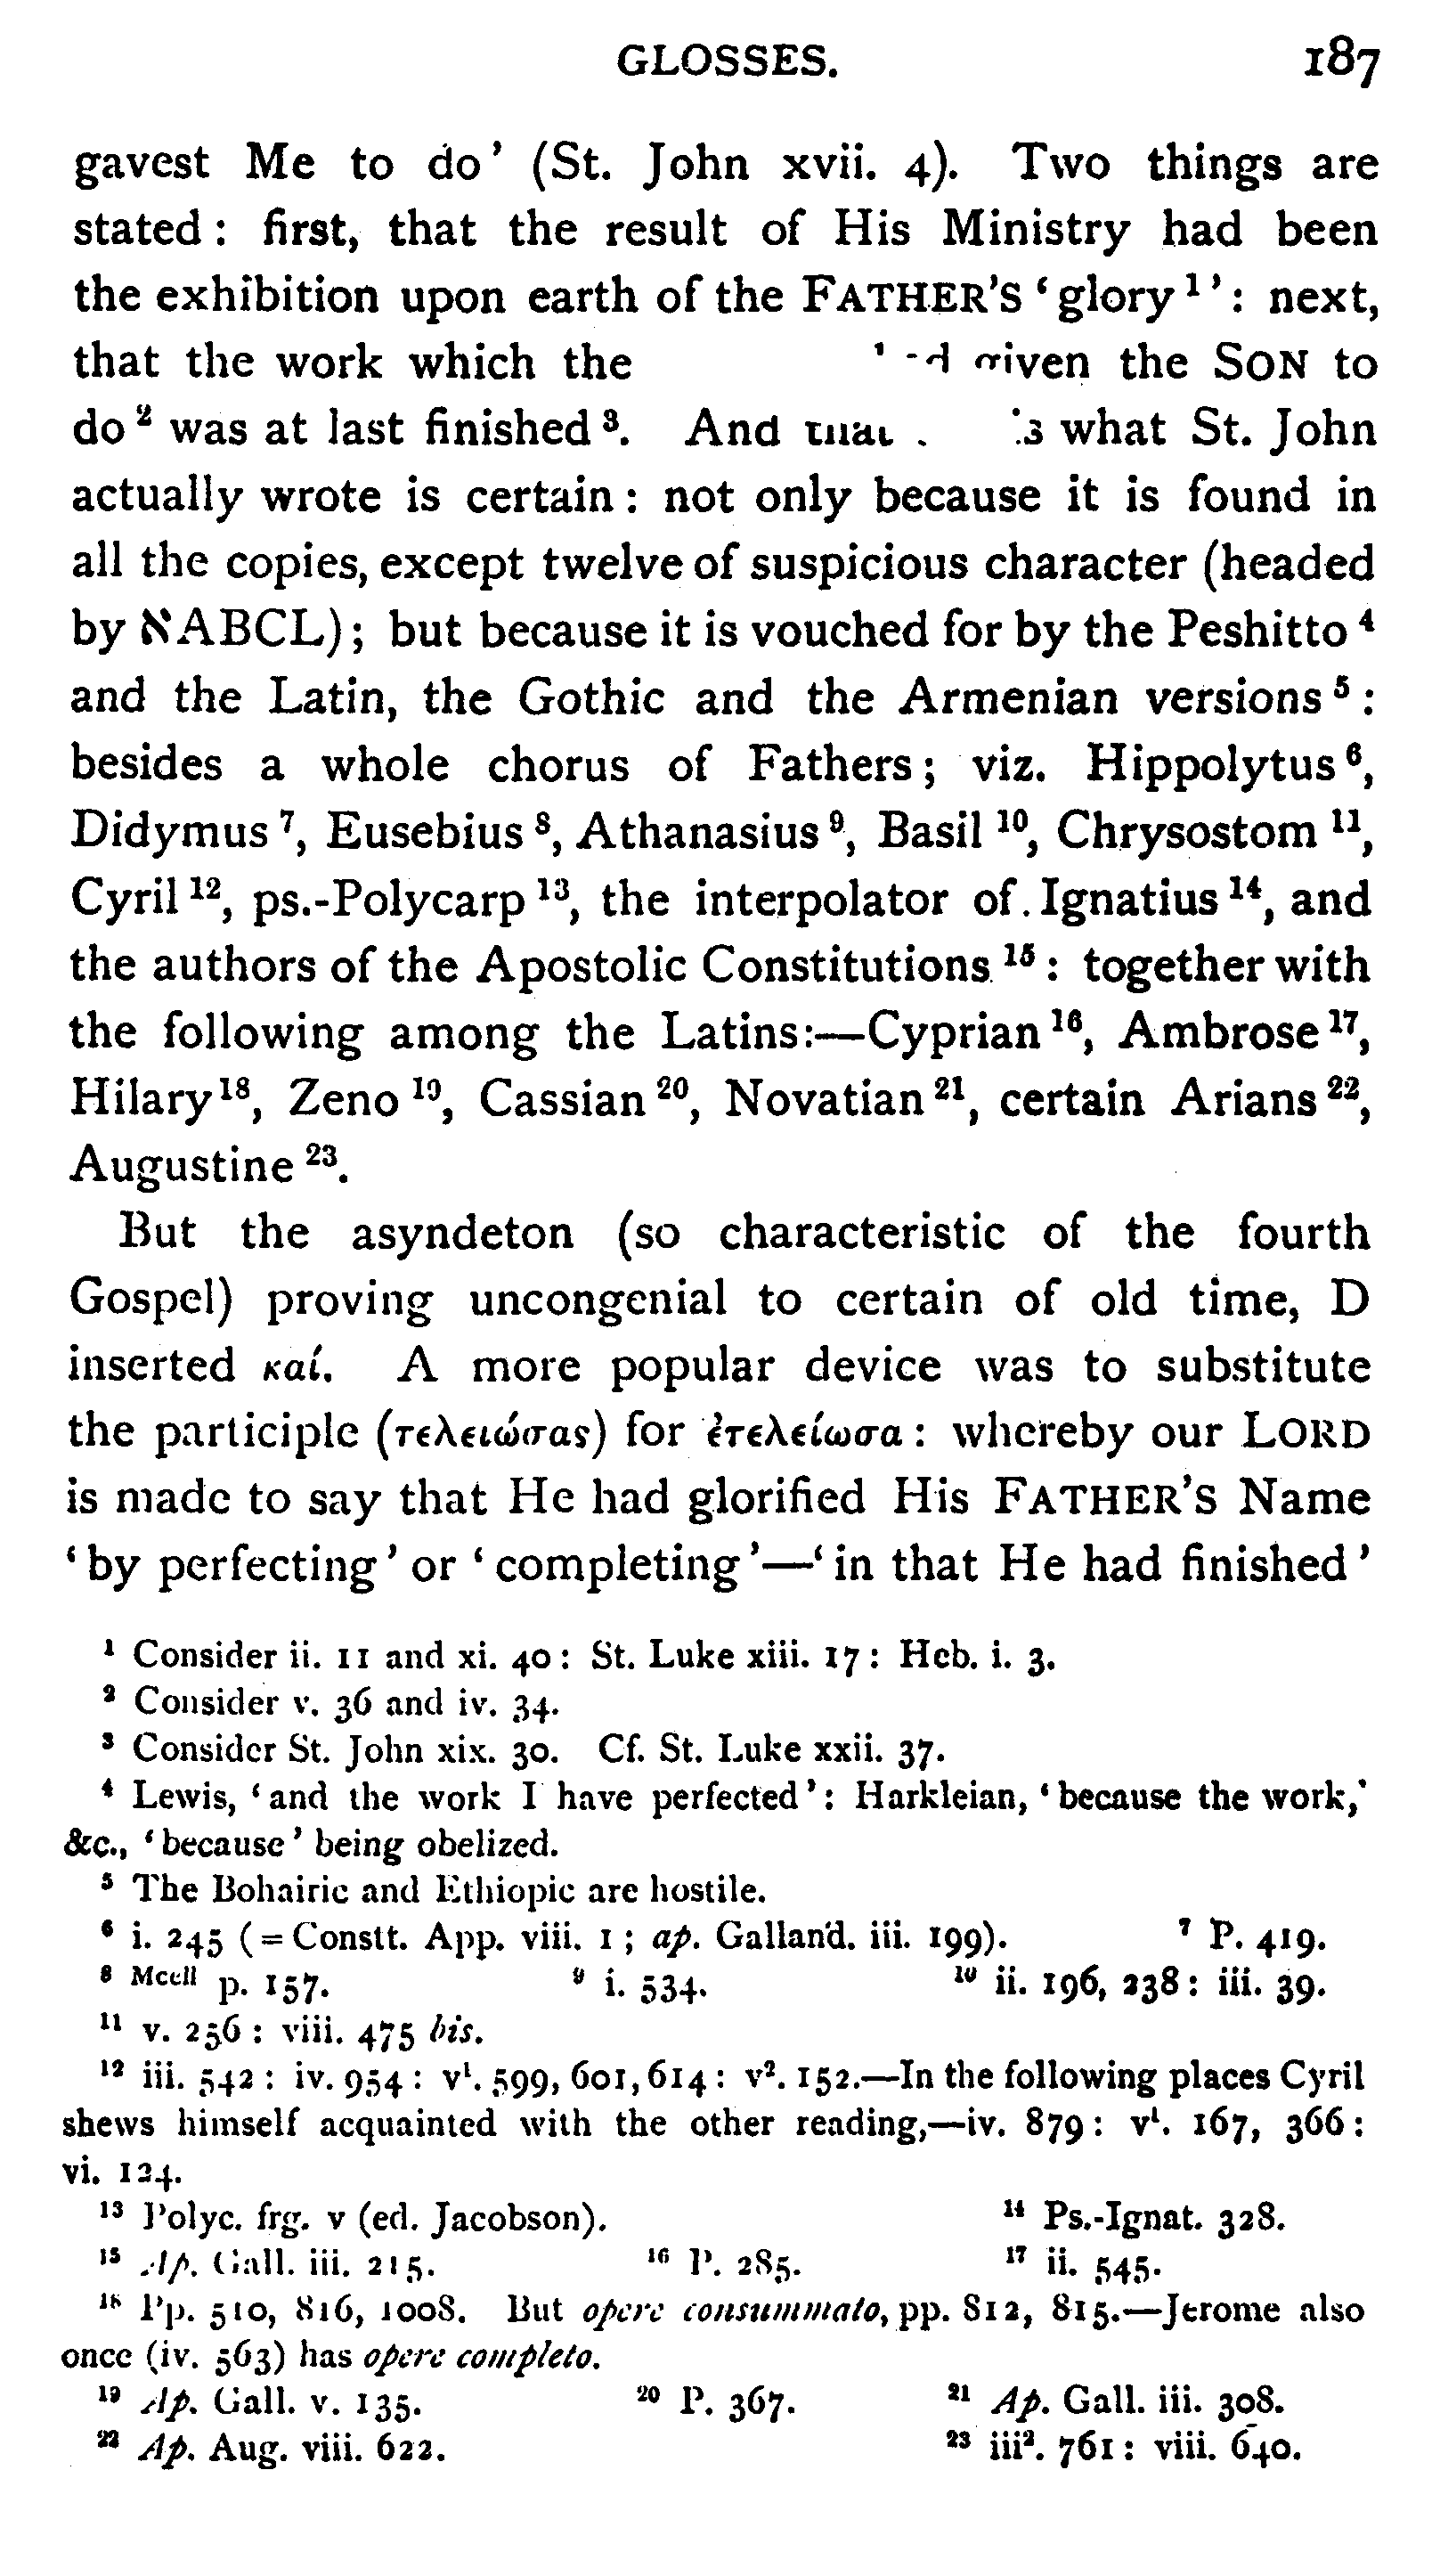 GLOSSES. 187
gavest Me to do’ (St. John xvii. 4). Two things are
stated : first, that the result of His Ministry had been
the exhibition upon earth of the FATHER’S ‘glory ¹’ : next,
that the work which the given the SON to
do ² was at last finished ³. And what St. John
actually wrote is certain : not only because it is found in
all the copies, except twelve of suspicious character (headed
by אABCL) ; but because it is vouched for by the Peshitto ⁴
and the Latin, the Gothic and the Armenian versions ⁵ :
besides a whole chorus of Fathers ; viz. Hippolytus ⁶,
Didymus ⁷, Eusebius ⁸, Athanasius ⁹, Basil ¹⁰, Chrysostom ¹¹,
Cyril ¹², ps.-Polycarp ¹³, the interpolator of Ignatius ¹⁴, and
the authors of the Apostolic Constitutions ¹⁵ : together with
the following among the Latins:—Cyprian ¹⁶, Ambrose ¹⁷,
Hilary ¹⁸, Zeno ¹⁹, Cassian ²⁰, Novatian ²¹, certain Arians ²²,
Augustine ²³.
But the asyndeton (so characteristic of the fourth
Gospel) proving uncongenial to certain of old time, D
inserted καί. A more popular device was to substitute
the participle (τελειώσας) for ἐτελείωσα : whereby our LORD
is made to say that He had glorified His FATHER’S Name
‘by perfecting’ or ‘completing’—‘in that He had finished’
¹ Consider ii. 11 and xi. 40 : St. Luke xiii. 17 : Heb. i. 3.
² Consider v. 36 and iv. 34.
³ Consider St. John xix. 30. Cf. St. Luke xxii. 37.
⁴ Lewis, ‘and the work I have perfected’ : Harkleian, ‘because the work,’
&c., ‘because’ being obelized.
⁵ The Bohairic and Ethiopic are hostile.
⁶ i. 245 (= Constt. App. viii. 1 ; ap. Galland. iii. 199). ⁷ P. 419.
⁸ Mcell p. 157. ⁹ i. 534. ¹⁰ ii. 196, 238 : iii. 39.
¹¹ v. 256 : viii. 475 bis.
¹² iii. 542 : iv. 954 : v¹. 599, 601, 614 : v². 152.—In the following places Cyril
shews himself acquainted with the other reading,—iv. 879 : v¹. 167, 366 :
vi. 124.
¹³ Polyc. frg. v (ed. Jacobson). ¹⁴ Ps.-Ignat. 328.
¹⁵ Ap. Gall. iii. 215. ¹⁶ P. 285. ¹⁷ ii. 545.
¹⁸ Pp. 510, 816, 1008. But opere consummato, pp. 812, 815.—Jerome also
once (iv. 563) has opere completo.
¹⁹ Ap. Gall. v. 135. ²⁰ P. 367. ²¹ Ap. Gall. iii. 308.
²² Ap. Aug. viii. 622. ²³ iii². 761 : viii. 640.